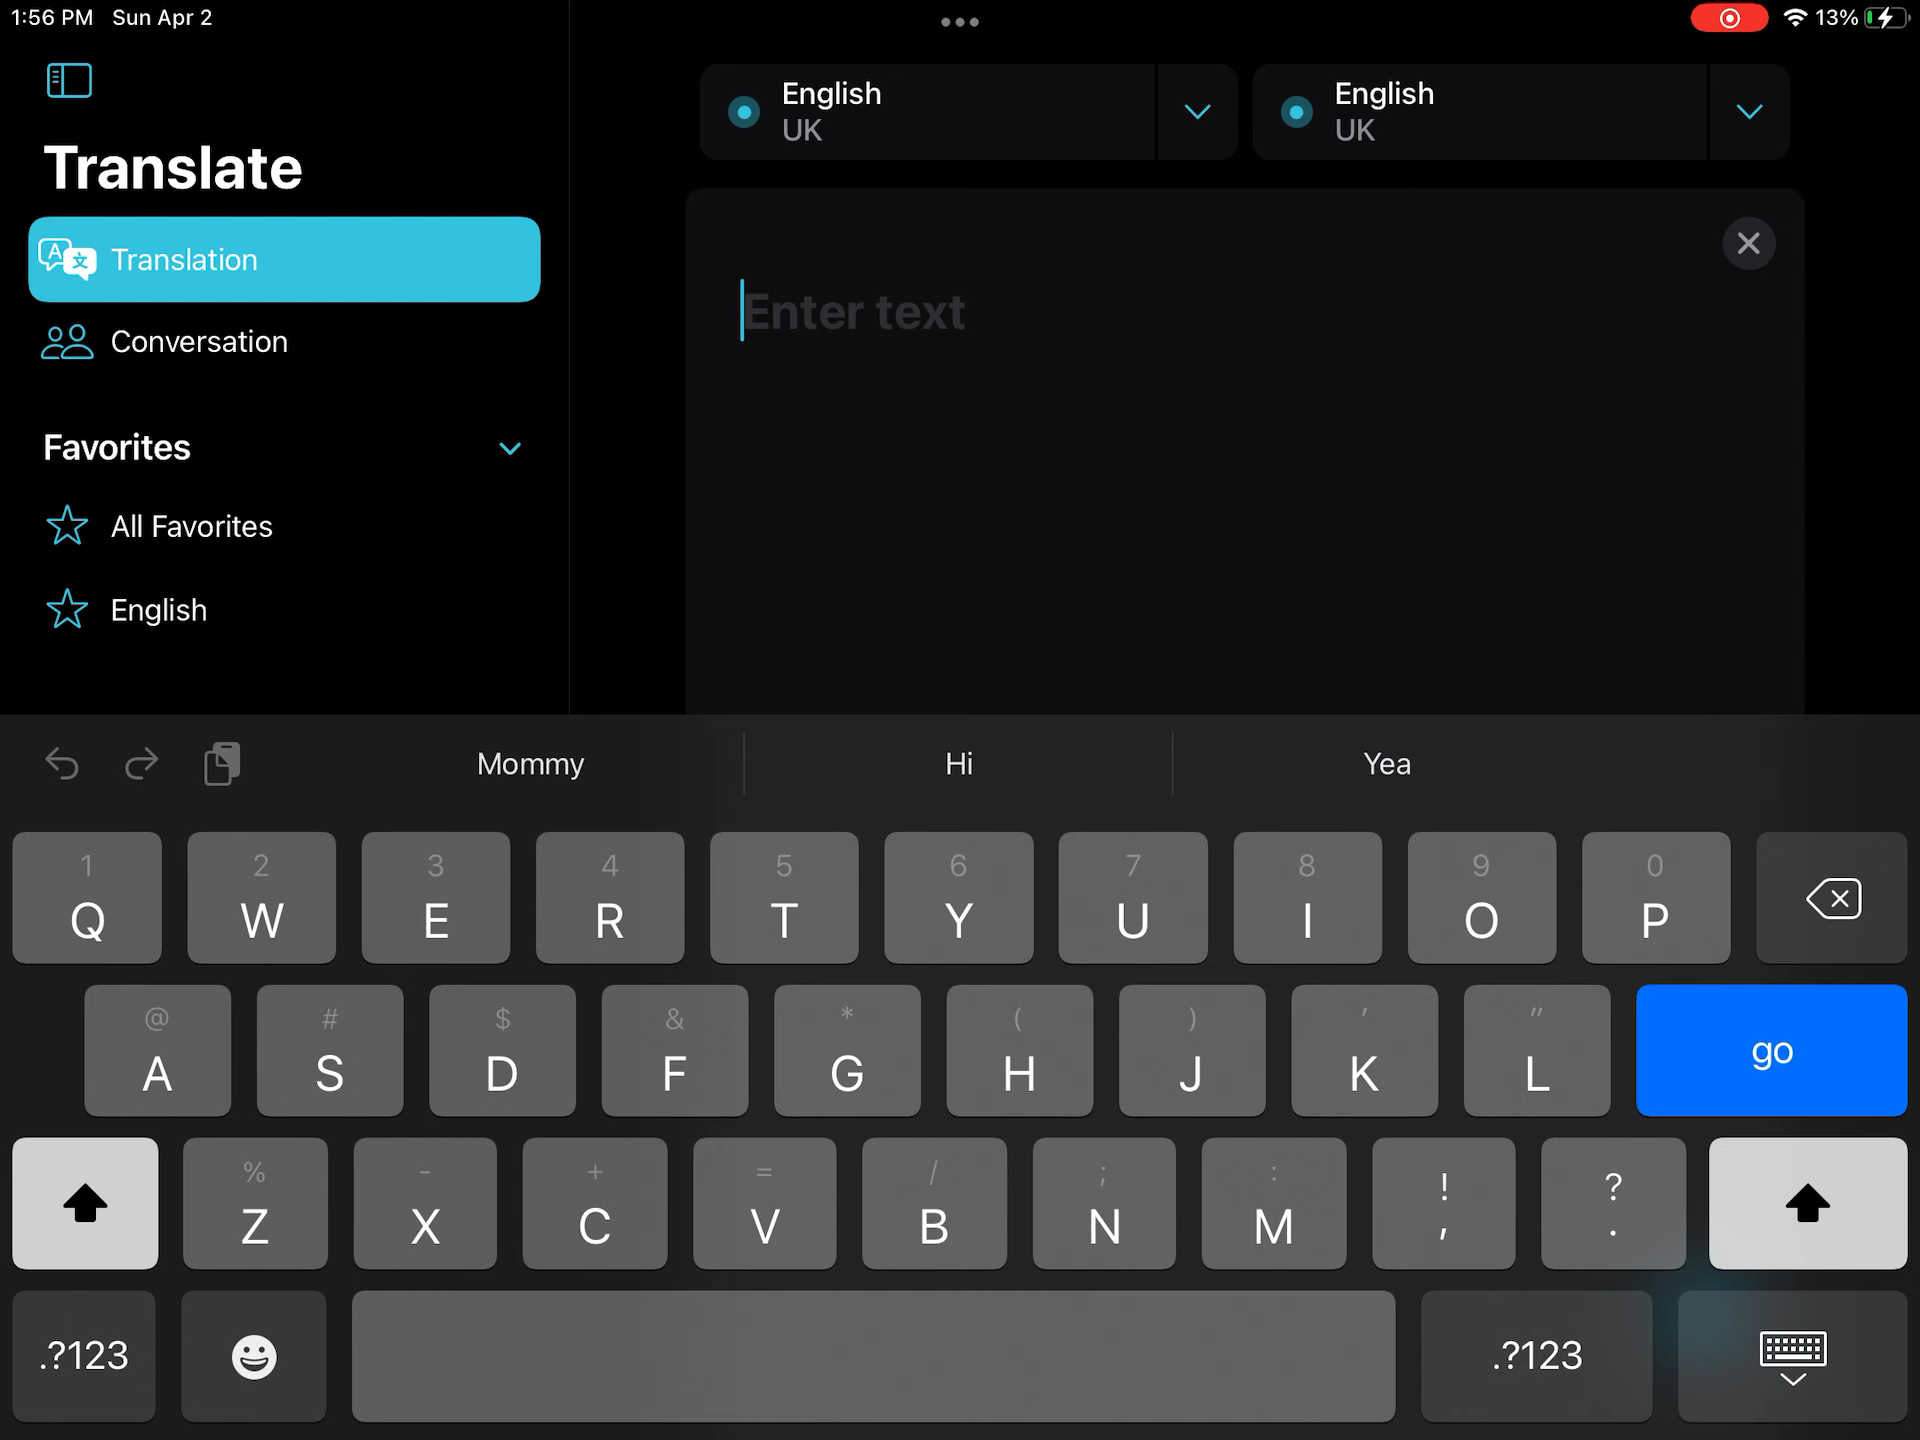 1:56 PM Sun Apr 2
13%
Translate
Translation
Conversation
Favorites
All Favorites
English
English
UK
English
UK
Enter text
Mommy Hi Yea
1 2 3 4 5 6 7 8 9 0
Q W E R T Y U I O P
@ # $ & * ( ) ' "
A S D F G H J K L go
% - + = / ; : ! ?
Z X C V B N M , .
.?123 .?123